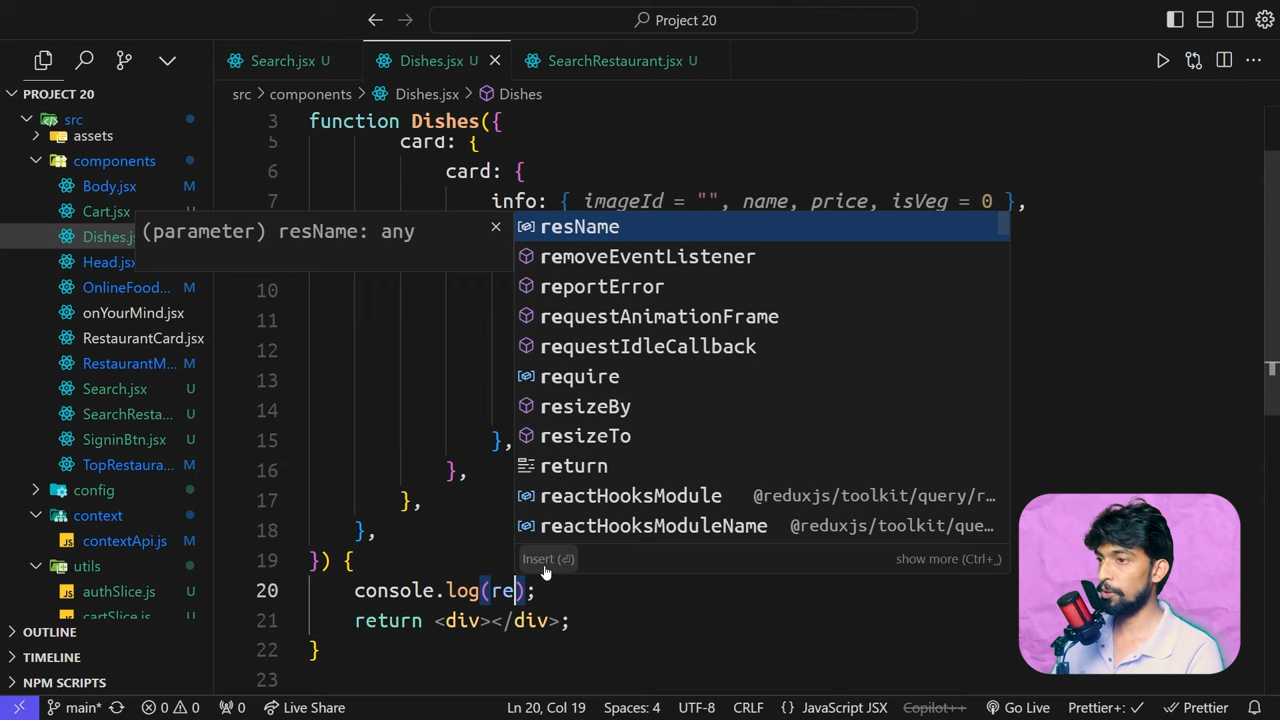 Project 20
Search.jsx U
Dishes.jsx U
SearchRestaurant.jsx U
PROJECT 20
src
assets
components
Body.jsx M
Cart.jsx
Dishes.js
Head.jsx
OnlineFood... M
onYourMind.jsx
RestaurantCard.jsx
RestaurantM... M
Search.jsx U
SearchResta... U
SigninBtn.jsx U
TopRestaura... M
config
context
contextApi.js U
utils
authSlice.js U
cartSlice.js U
OUTLINE
TIMELINE
NPM SCRIPTS
src > components > Dishes.jsx > Dishes
3 function Dishes({
5 card: {
6 card: {
7 info: { imageId = "", name, price, isVeg = 0 },
(parameter) resName: any
resName
removeEventListener
reportError
requestAnimationFrame
requestIdleCallback
require
resizeBy
resizeTo
return
reactHooksModule @reduxjs/toolkit/query/r...
reactHooksModuleName @reduxjs/toolkit/que...
Insert (⏎) show more (Ctrl+,)
10
11
12
13
14
15 },
16 },
17 },
18 },
19 }) {
20 console.log(re);
21 return <div></div>;
22 }
23
main* 0 0 0 Live Share Ln 20, Col 19 Spaces: 4 UTF-8 CRLF {} JavaScript JSX Copilot++ Go Live Prettier+: Prettier